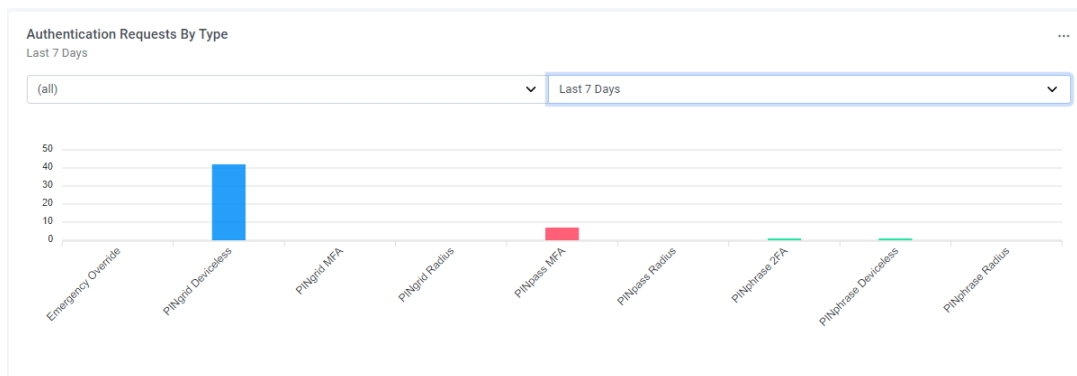 Authentication Requests By Type
Last 7 Days
(all)
Last 7 Days
50
40
30
20
10
0
Emergency Override
PINgrid Deviceless
PINgrid MFA
PINgrid Radius
PINpass MFA
PINpass Radius
PINphrase 2FA
PINphrase Deviceless
PINphrase Radius